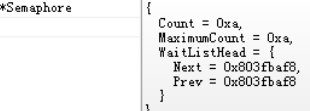 *Semaphore
{
Count = 0xa,
MaximumCount = 0xa,
WaitListHead = {
Next = 0x803fbaf8,
Prev = 0x803fbaf8
}
}